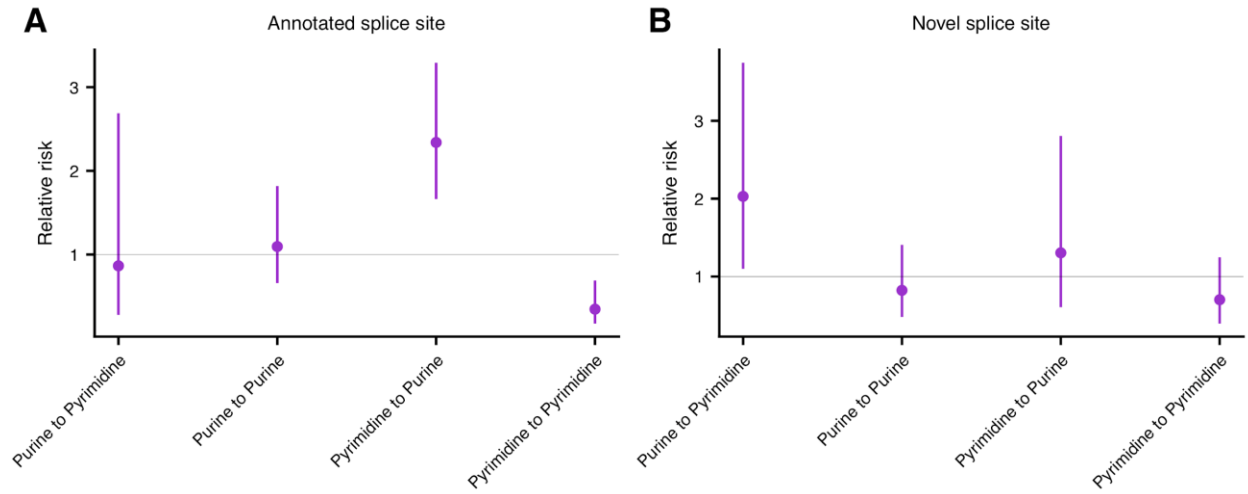 A
Annotated splice site
Relative risk
3
2
1
Purine to Pyrimidine
Purine to Purine
Pyrimidine to Purine
Pyrimidine to Pyrimidine
B
Novel splice site
Relative risk
3
2
1
Purine to Pyrimidine
Purine to Purine
Pyrimidine to Purine
Pyrimidine to Pyrimidine